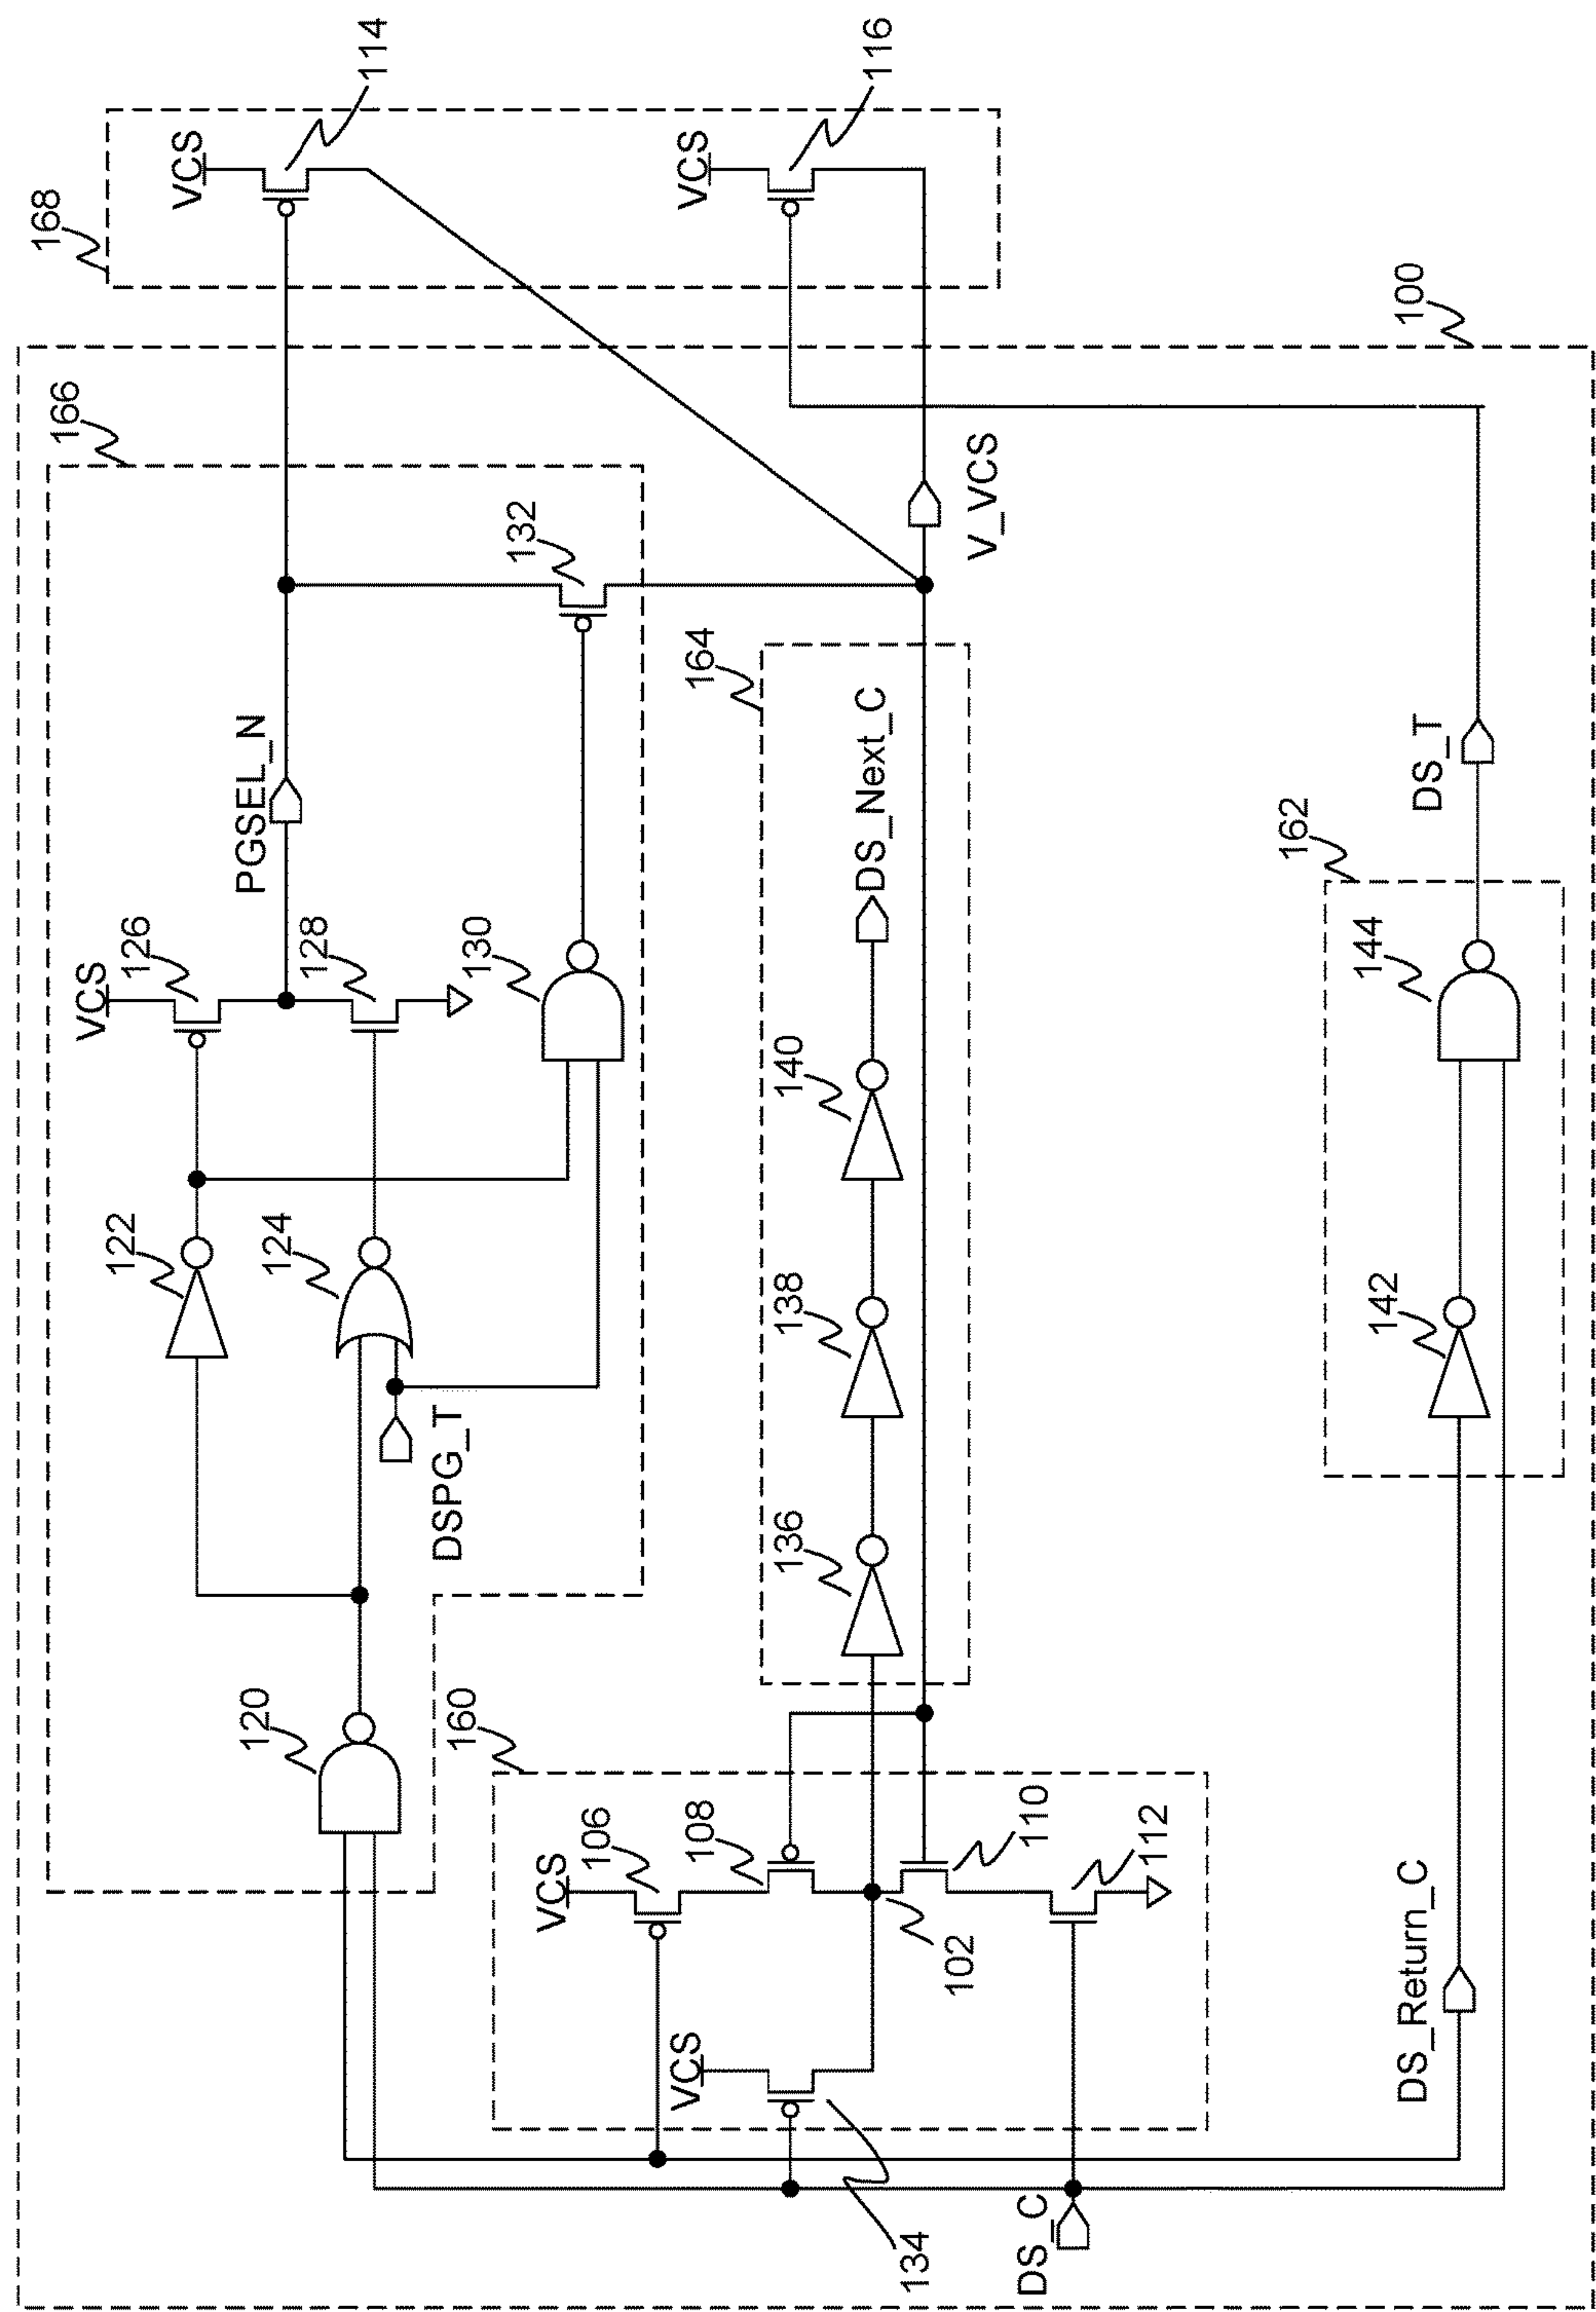 168
VCS
114
VCS
116
100
166
132
PGSEL_N
V_VCS
164
DS_Next_C
DS_T
162
VCS
126
128
130
144
122
124
140
138
142
DSPG_T
136
120
160
VCS
106
108
110
112
102
VCS
DS_Return_C
134
DS_C